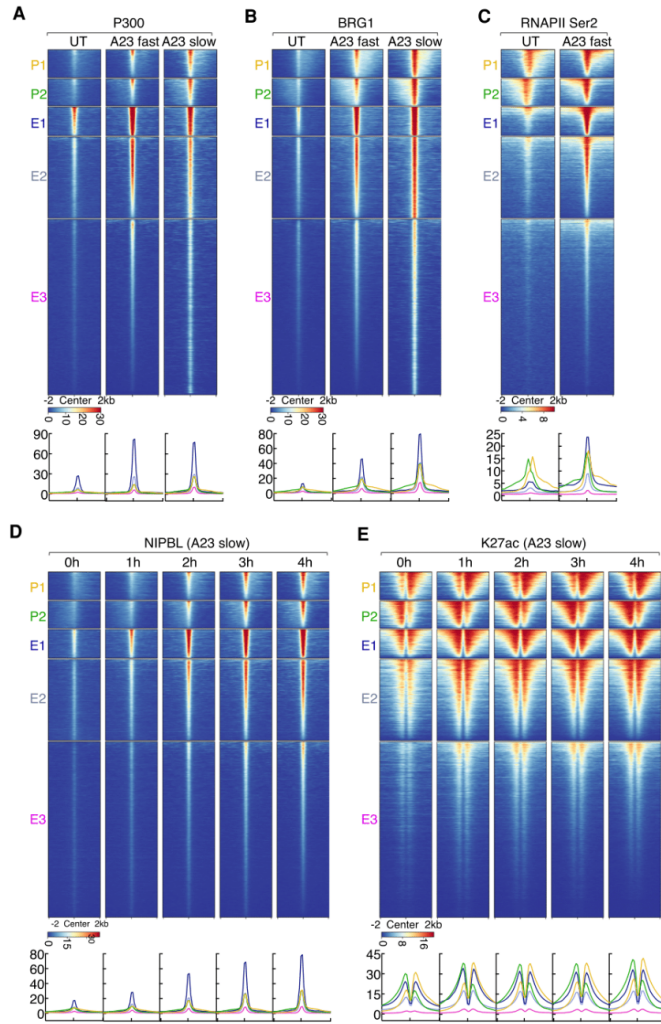 A
P300
UT A23 fast A23 slow
P1
P2
E1
E2
E3
-2 Center 2kb
0 10 20 30
90
60
30
0
B
BRG1
UT A23 fast A23 slow
P1
P2
E1
E2
E3
-2 Center 2kb
0 10 20 30
80
60
40
20
0
C
RNAPII Ser2
UT A23 fast
P1
P2
E1
E2
E3
-2 Center 2kb
0 4 8
25
20
15
10
5
0
D
NIPBL (A23 slow)
0h 1h 2h 3h 4h
P1
P2
E1
E2
E3
-2 Center 2kb
0 15 30
80
60
40
20
0
E
K27ac (A23 slow)
0h 1h 2h 3h 4h
P1
P2
E1
E2
E3
-2 Center 2kb
0 8 16
45
30
15
0